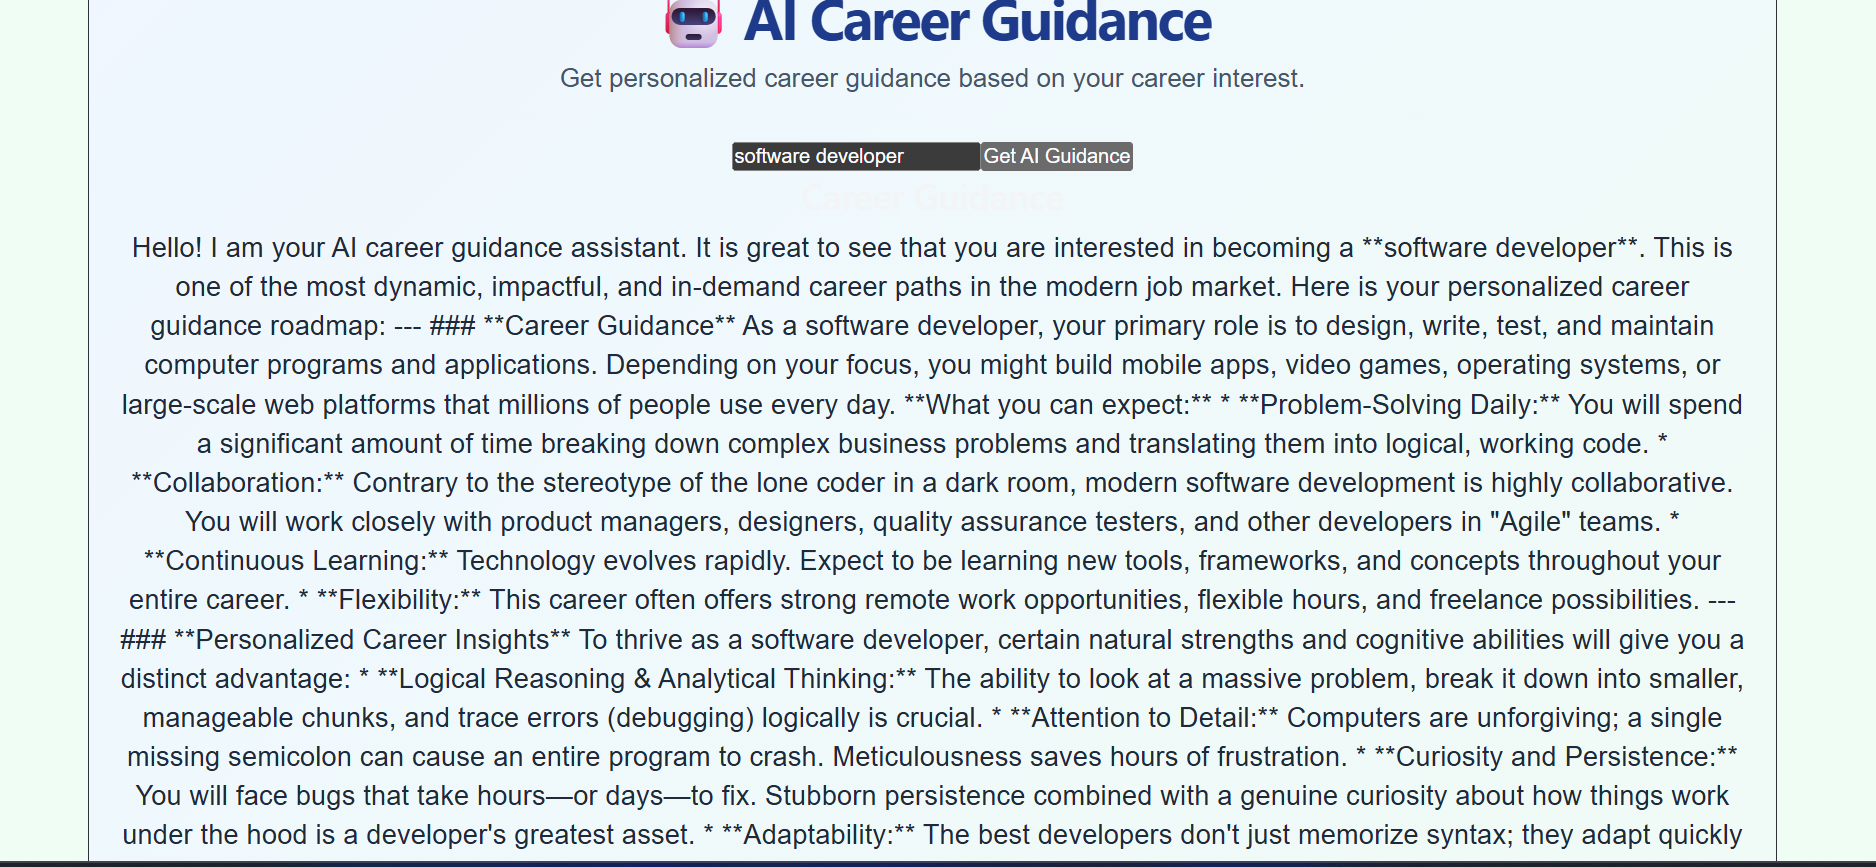 AI Career Guidance
Get personalized career guidance based on your career interest.
software developer Get AI Guidance
Career Guidance
Hello! I am your AI career guidance assistant. It is great to see that you are interested in becoming a **software developer**. This is
one of the most dynamic, impactful, and in-demand career paths in the modern job market. Here is your personalized career
guidance roadmap: --- ### **Career Guidance** As a software developer, your primary role is to design, write, test, and maintain
computer programs and applications. Depending on your focus, you might build mobile apps, video games, operating systems, or
large-scale web platforms that millions of people use every day. **What you can expect:** * **Problem-Solving Daily:** You will spend
a significant amount of time breaking down complex business problems and translating them into logical, working code. *
**Collaboration:** Contrary to the stereotype of the lone coder in a dark room, modern software development is highly collaborative.
You will work closely with product managers, designers, quality assurance testers, and other developers in "Agile" teams. *
**Continuous Learning:** Technology evolves rapidly. Expect to be learning new tools, frameworks, and concepts throughout your
entire career. * **Flexibility:** This career often offers strong remote work opportunities, flexible hours, and freelance possibilities. ---
### **Personalized Career Insights** To thrive as a software developer, certain natural strengths and cognitive abilities will give you a
distinct advantage: * **Logical Reasoning & Analytical Thinking:** The ability to look at a massive problem, break it down into smaller,
manageable chunks, and trace errors (debugging) logically is crucial. * **Attention to Detail:** Computers are unforgiving; a single
missing semicolon can cause an entire program to crash. Meticulousness saves hours of frustration. * **Curiosity and Persistence:**
You will face bugs that take hours—or days—to fix. Stubborn persistence combined with a genuine curiosity about how things work
under the hood is a developer's greatest asset. * **Adaptability:** The best developers don't just memorize syntax; they adapt quickly